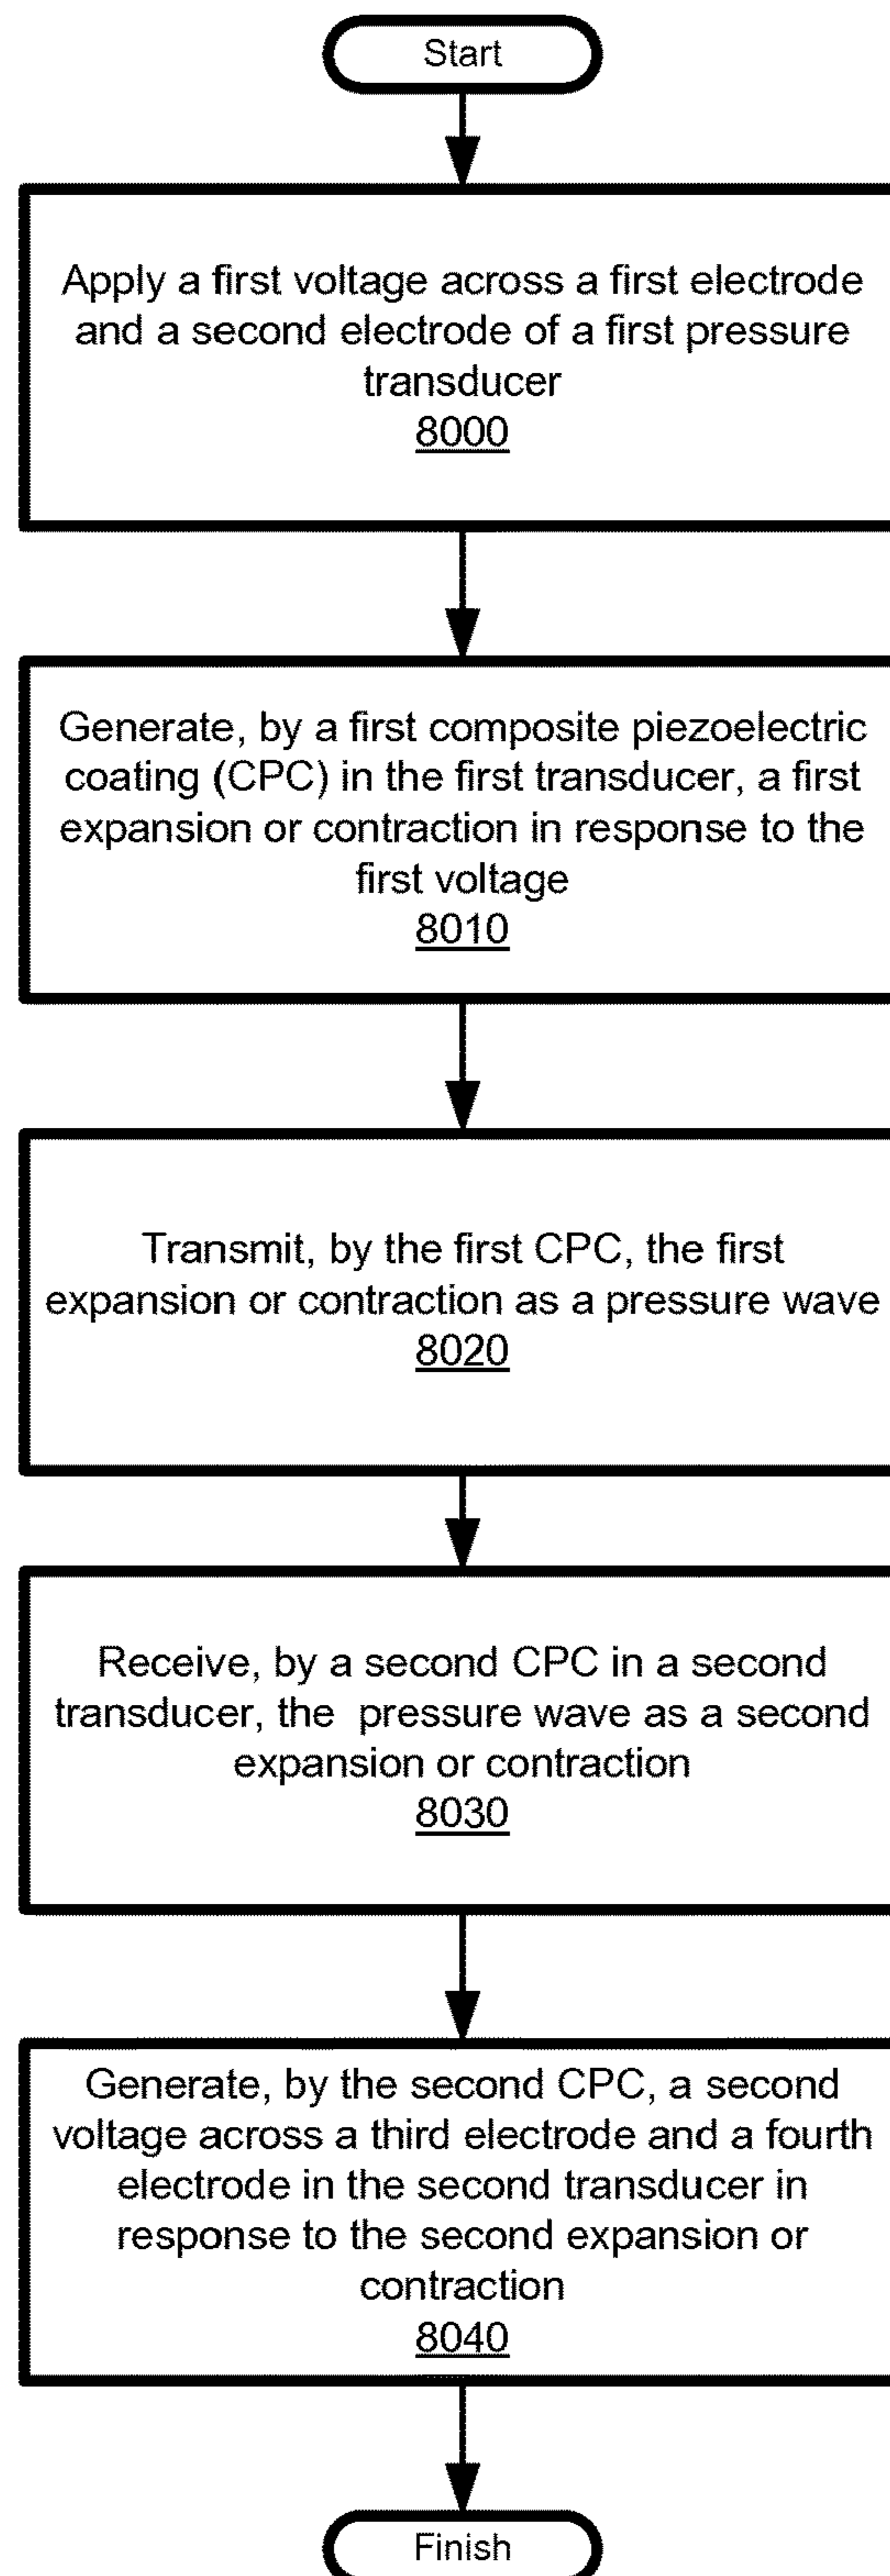 Start
Apply a first voltage across a first electrode
and a second electrode of a first pressure
transducer
8000
Generate, by a first composite piezoelectric
coating (CPC) in the first transducer, a first
expansion or contraction in response to the
first voltage
8010
Transmit, by the first CPC, the first
expansion or contraction as a pressure wave
8020
Receive, by a second CPC in a second
transducer, the  pressure wave as a second
expansion or contraction
8030
Generate, by the second CPC, a second
voltage across a third electrode and a fourth
electrode in the second transducer in
response to the second expansion or
contraction
8040
Finish